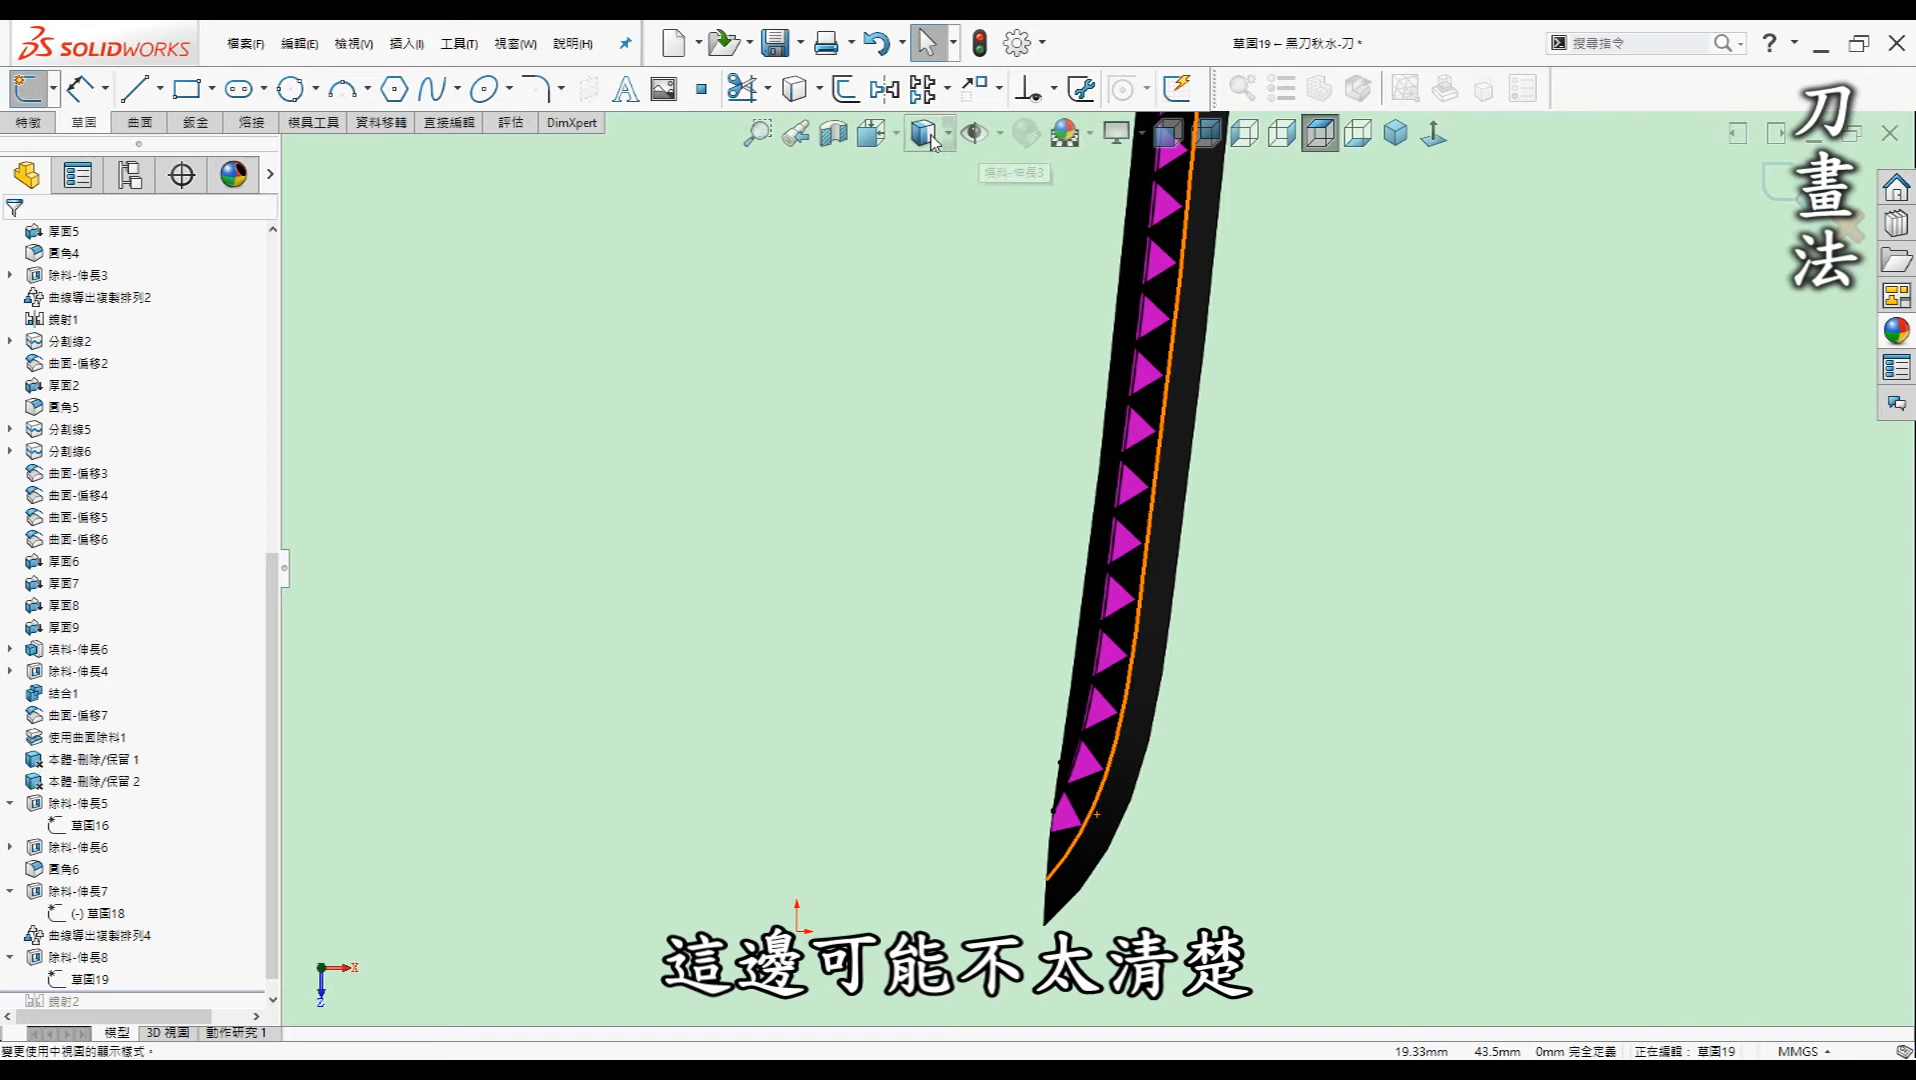 SOLIDWORKS
檔案(F) 編輯(E) 檢視(V) 插入(I) 工具(T) 視窗(W) 說明(H)
草圖19 ← 黑刀秋水-刀 *
搜尋指令
特徵 草圖 曲面 鈑金 熔接 模具工具 資料移轉 直接編輯 評估 DimXpert
填料-伸長3
刀畫法
厚面5
圓角4
除料-伸長3
曲線導出複製排列2
鏡射1
分割線2
曲面-偏移2
厚面2
圓角5
分割線5
分割線6
曲面-偏移3
曲面-偏移4
曲面-偏移5
曲面-偏移6
厚面6
厚面7
厚面8
厚面9
填料-伸長6
除料-伸長4
結合1
曲面-偏移7
使用曲面除料1
本體-刪除/保留 1
本體-刪除/保留 2
除料-伸長5
草圖16
除料-伸長6
圓角6
除料-伸長7
(-) 草圖18
曲線導出複製排列4
除料-伸長8
草圖19
鏡射2
X
Z
這邊可能不太清楚
模型 3D 視圖 動作研究 1
變更使用中視圖的顯示樣式。
19.33mm 43.5mm 0mm 完全定義 正在編輯： 草圖19 MMGS